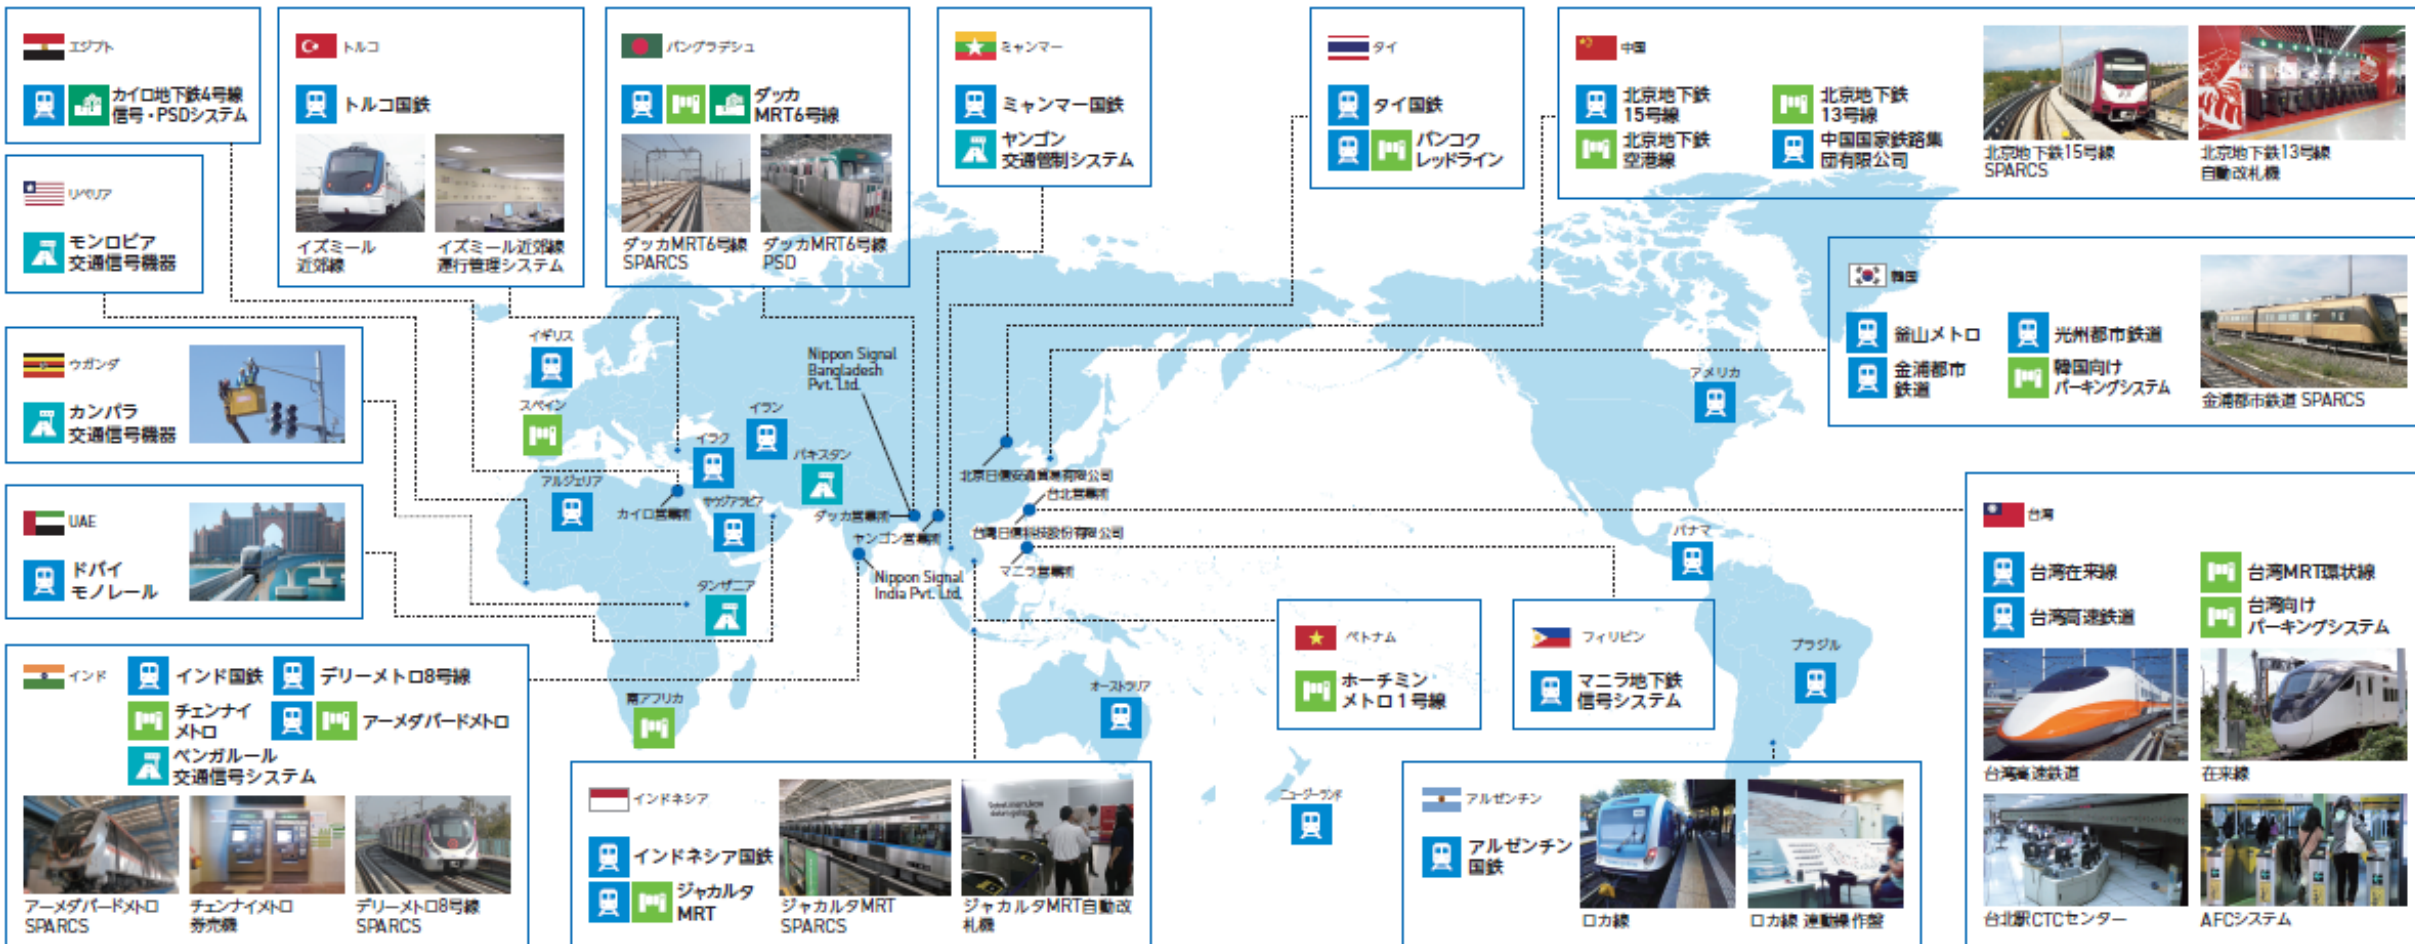 エジプト
カイロ地下鉄4号線
信号・PSDシステム
トルコ
トルコ国鉄
イズミール
近郊線
イズミール近郊線
運行管理システム
バングラデシュ
ダッカ
MRT6号線
ダッカMRT6号線
SPARCS
ダッカMRT6号線
PSD
ミャンマー
ミャンマー国鉄
ヤンゴン
交通管制システム
タイ
タイ国鉄
バンコク
レッドライン
中国
北京地下鉄
15号線
北京地下鉄
13号線
北京地下鉄
空港線
中国国家鉄路集
団有限公司
北京地下鉄15号線
SPARCS
北京地下鉄13号線
自動改札機
リベリア
モンロビア
交通信号機器
ウガンダ
カンパラ
交通信号機器
UAE
ドバイ
モノレール
韓国
釜山メトロ
光州都市鉄道
金浦都市
鉄道
韓国向け
パーキングシステム
金浦都市鉄道 SPARCS
イギリス
スペイン
アルジェリア
イラク
イラン
パキスタン
サウジアラビア
カイロ営業所
タンザニア
南アフリカ
Nippon Signal
Bangladesh
Pvt. Ltd.
ダッカ営業所
ヤンゴン営業所
Nippon Signal
India Pvt. Ltd.
北京日信安通貿易有限公司
台北営業所
台湾日信科技股份有限公司
マニラ営業所
オーストラリア
ニュージーランド
アメリカ
パナマ
ブラジル
インド
インド国鉄
デリーメトロ8号線
チェンナイ
メトロ
アーメダバードメトロ
ベンガルール
交通信号システム
アーメダバードメトロ
SPARCS
チェンナイメトロ
券売機
デリーメトロ8号線
SPARCS
インドネシア
インドネシア国鉄
ジャカルタ
MRT
ジャカルタMRT
SPARCS
ジャカルタMRT自動改
札機
ベトナム
ホーチミン
メトロ1号線
フィリピン
マニラ地下鉄
信号システム
アルゼンチン
アルゼンチン
国鉄
ロカ線
ロカ線 連動操作盤
台湾
台湾在来線
台湾MRT環状線
台湾高速鉄道
台湾向け
パーキングシステム
台湾高速鉄道
在来線
台北駅CTCセンター
AFCシステム